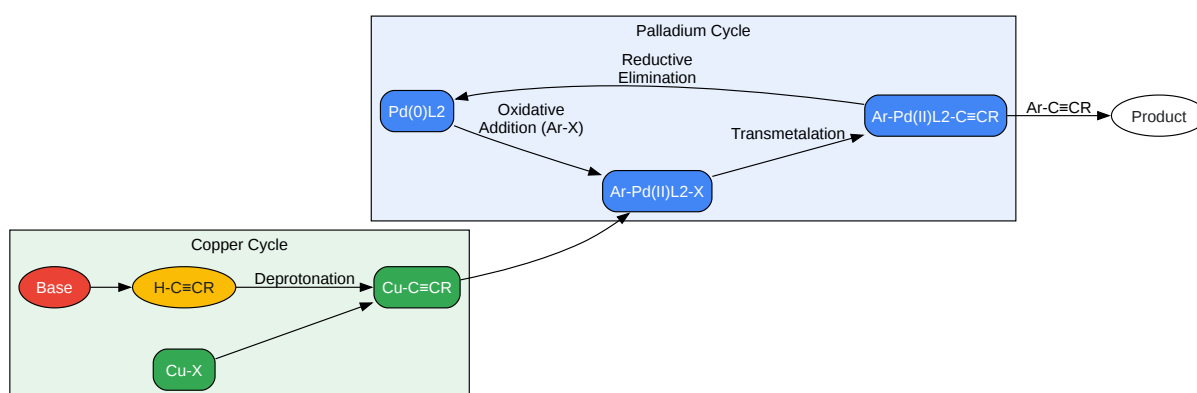 Palladium Cycle
Reductive
Elimination
Pd(0)L2
Oxidative
Addition (Ar-X)
Ar-Pd(II)L2-C≡CR
Ar-C≡CR
Product
Transmetalation
Ar-Pd(II)L2-X
Copper Cycle
Base
H-C≡CR
Deprotonation
Cu-C≡CR
Cu-X